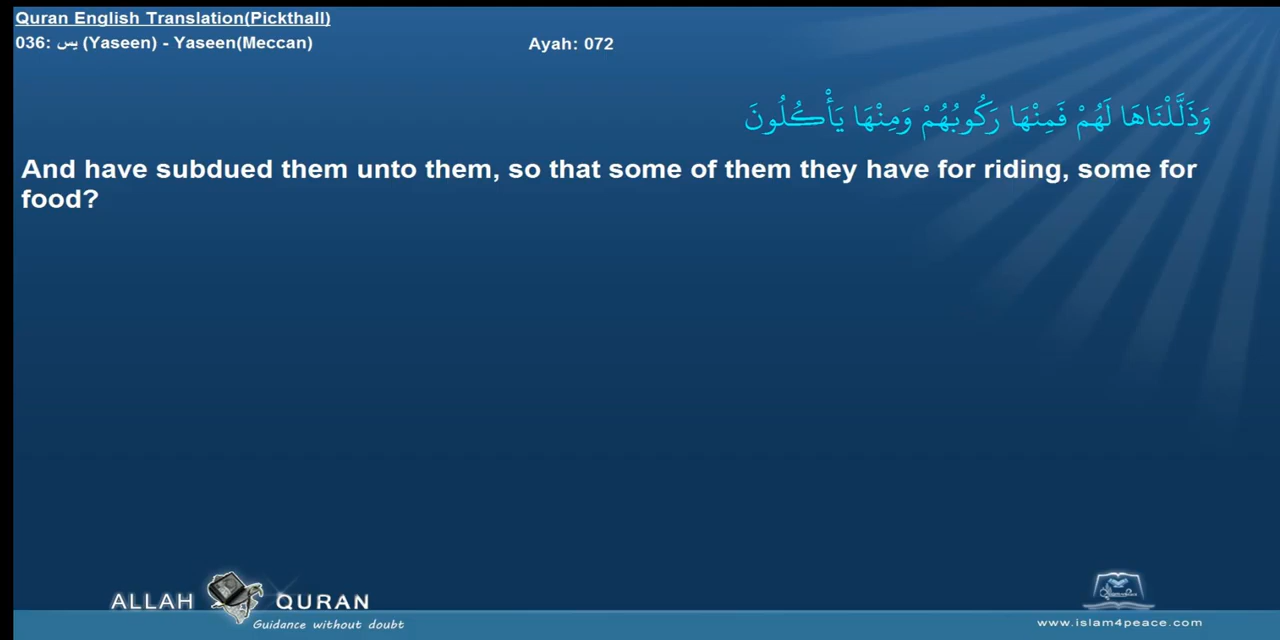 Quran English Translation(Pickthall)
036: يس (Yaseen) - Yaseen(Meccan)
Ayah: 072
وَذَلَّلْنَاهَا لَهُمْ فَمِنْهَا رَكُوبُهُمْ وَمِنْهَا يَأْكُلُونَ
And have subdued them unto them, so that some of them they have for riding, some for
food?
ALLAH QURAN
Guidance without doubt
www.islam4peace.com